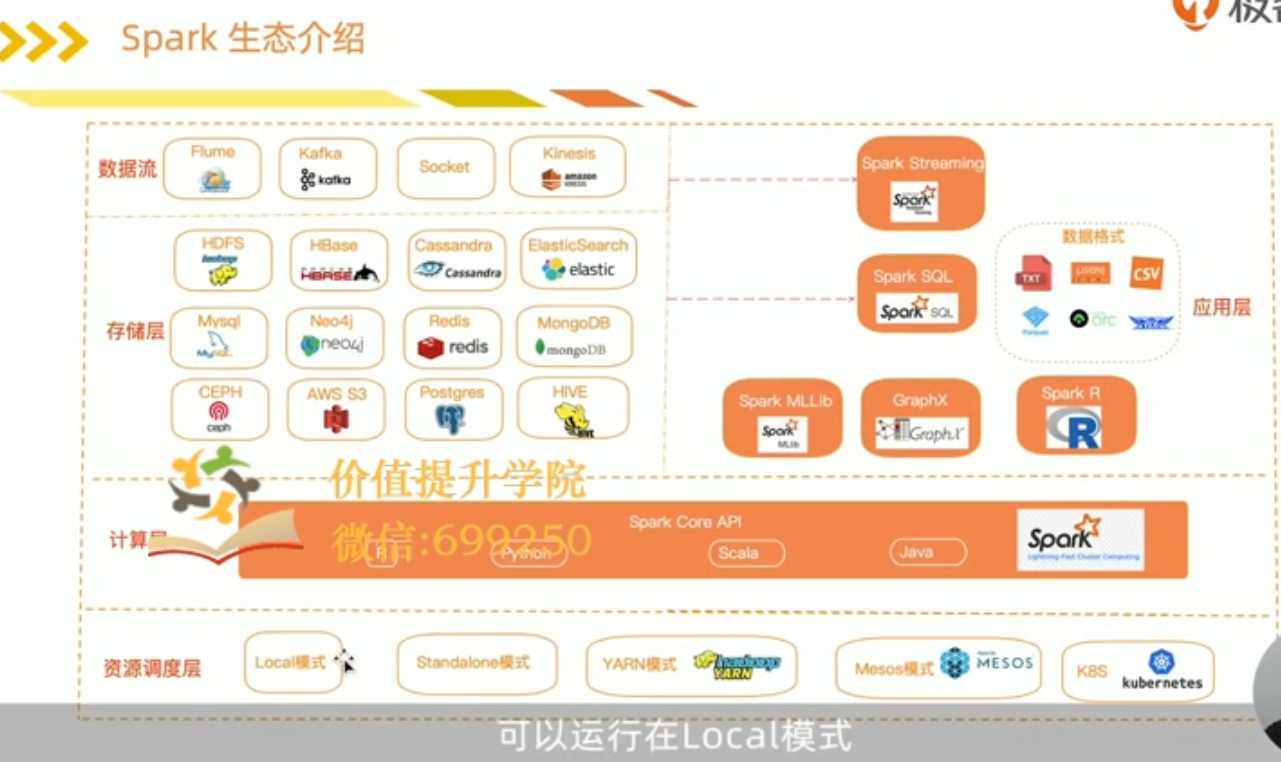 Spark 生态介绍
数据流
Flume
Kafka
kafka
Socket
Kinesis
amazon
KINESIS
Spark Streaming
Spark
Streaming
存储层
HDFS
hadoop
HBase
HBASE
Cassandra
Cassandra
ElasticSearch
elastic
Spark SQL
Spark SQL
数据格式
TXT
JSON
CSV
Parquet
ORC
应用层
Mysql
MySQL
Neo4j
neo4j
Redis
redis
MongoDB
mongoDB
CEPH
ceph
AWS S3
Postgres
HIVE
HIVE
Spark MLLib
Spark
MLlib
GraphX
GraphX
Spark R
R
价值提升学院
微信:699250
Spark Core API
R
Python
Scala
Java
Spark
Lightning-Fast Cluster Computing
资源调度层
Local模式
Standalone模式
YARN模式
hadoop
YARN
Mesos模式
MESOS
K8S
kubernetes
可以运行在Local模式